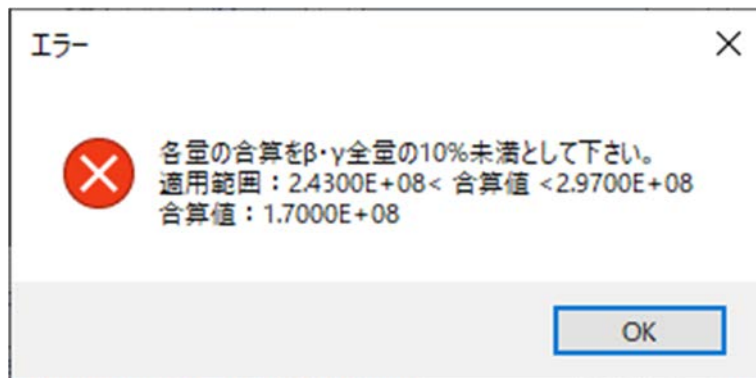 エラー
各量の合算をβ・γ全量の10%未満として下さい。
適用範囲：2.4300E+08< 合算値 <2.9700E+08
合算値：1.7000E+08
OK